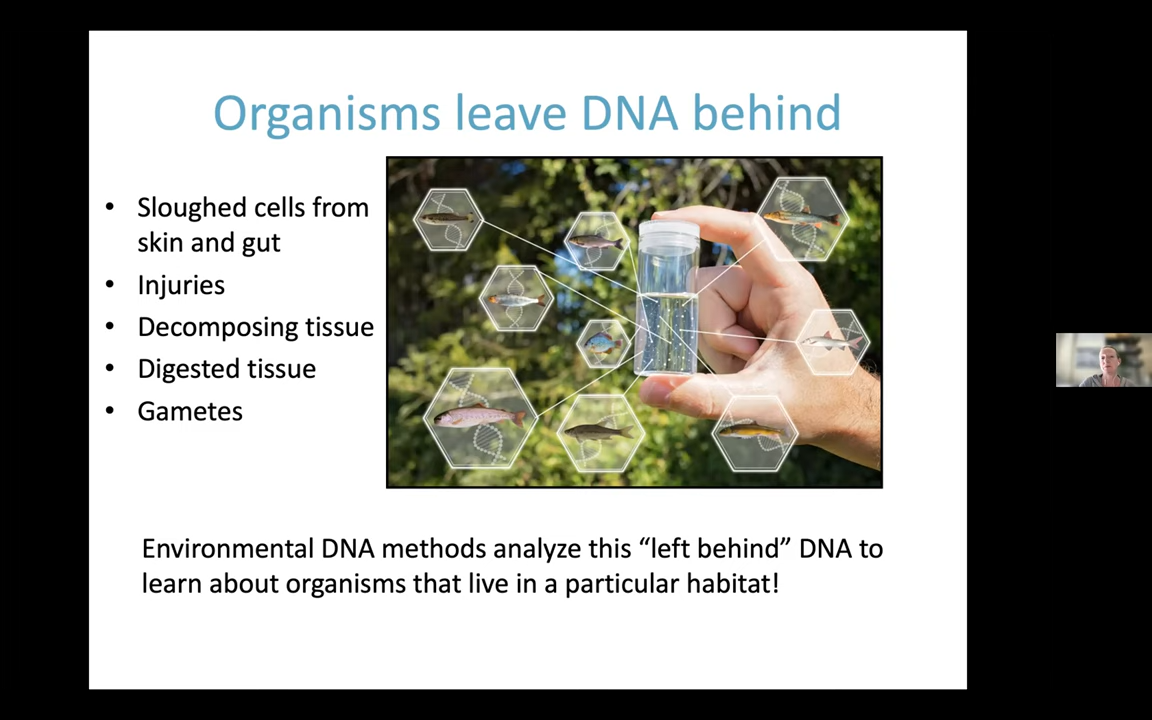 Organisms leave DNA behind
• Sloughed cells from
skin and gut
• Injuries
• Decomposing tissue
• Digested tissue
• Gametes
Environmental DNA methods analyze this “left behind” DNA to
learn about organisms that live in a particular habitat!